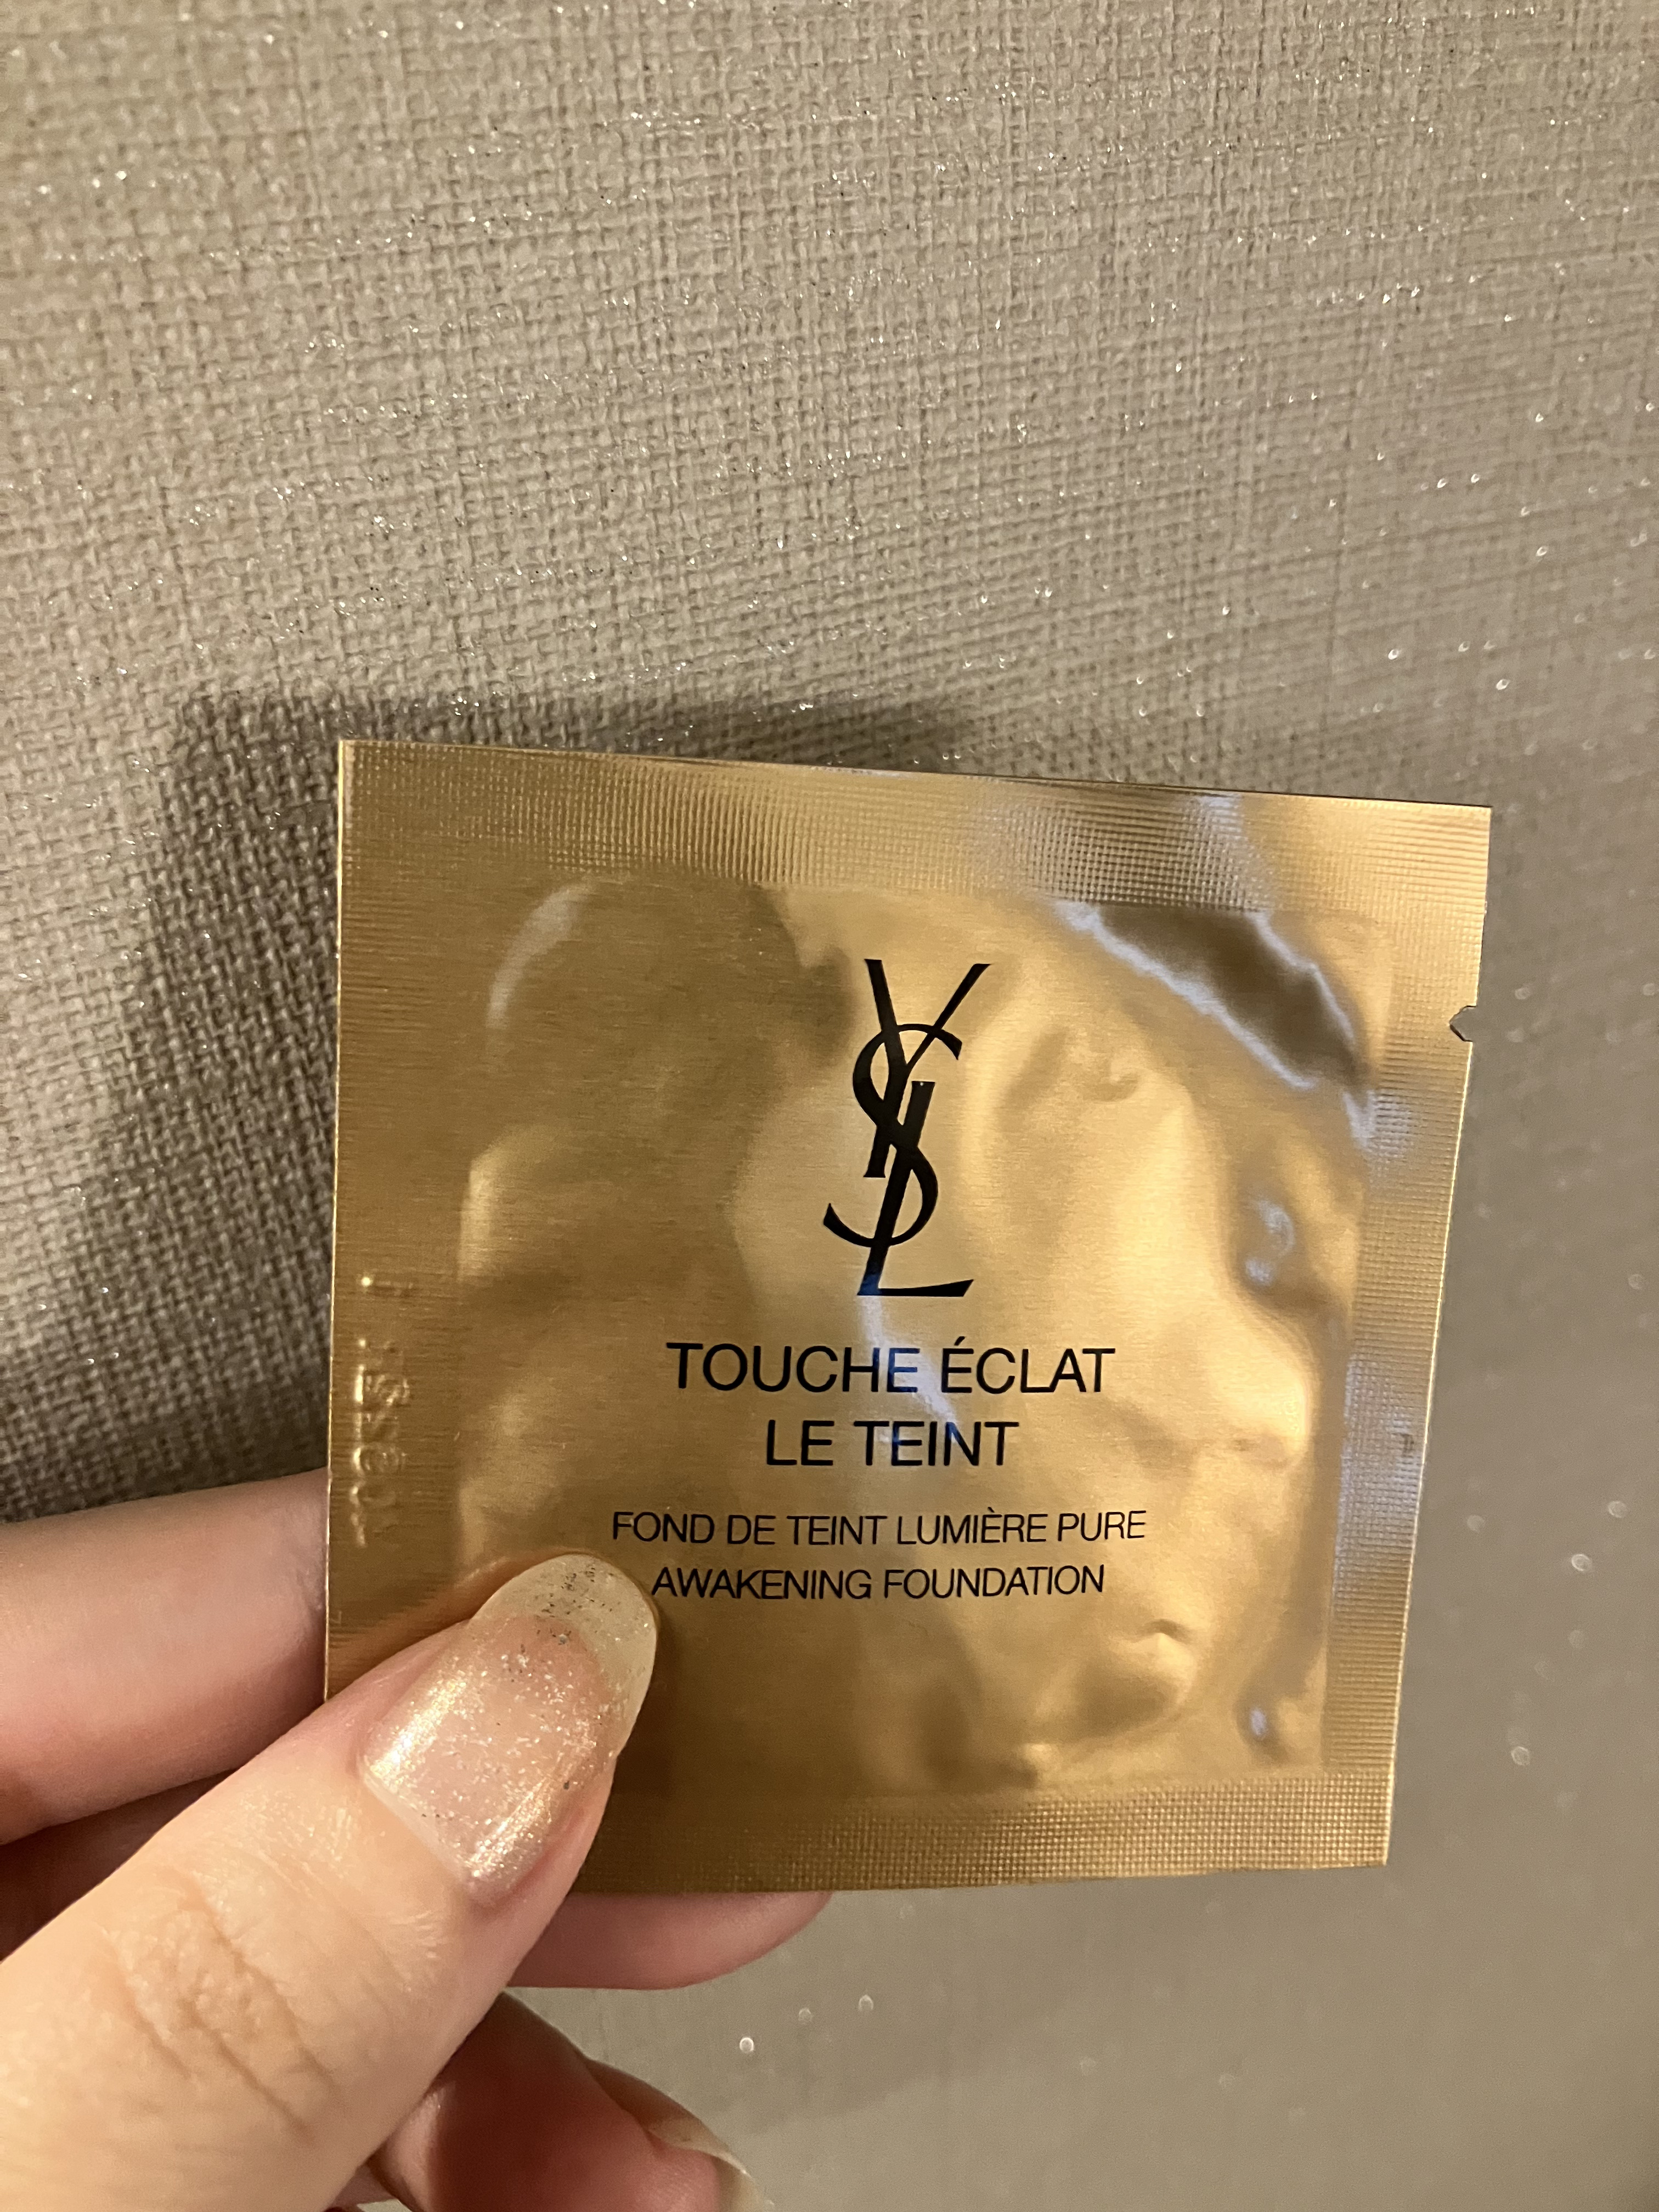 YSL
TOUCHE ÉCLAT
LE TEINT
FOND DE TEINT LUMIÈRE PURE
AWAKENING FOUNDATION